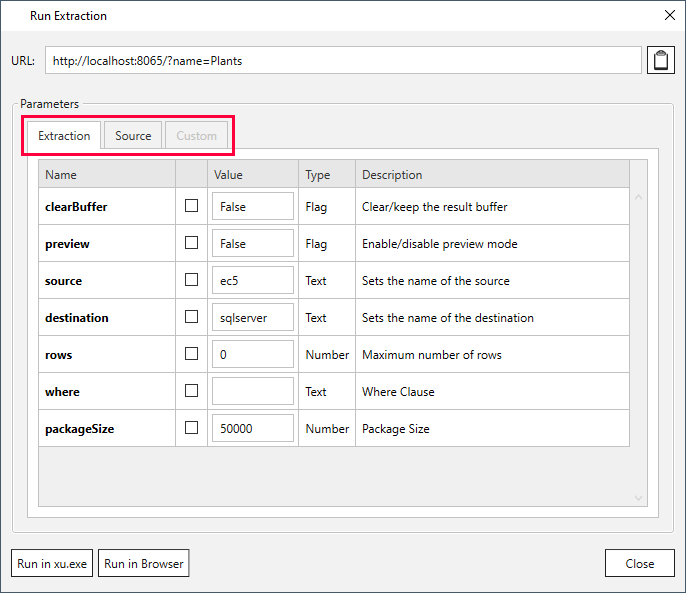 Run Extraction
URL: http://localhost:8065/?name=Plants
Parameters
Extraction Source Custom
Name Value Type Description
clearBuffer False Flag Clear/keep the result buffer
preview False Flag Enable/disable preview mode
source ec5 Text Sets the name of the source
destination sqlserver Text Sets the name of the destination
rows 0 Number Maximum number of rows
where Text Where Clause
packageSize 50000 Number Package Size
Run in xu.exe Run in Browser Close